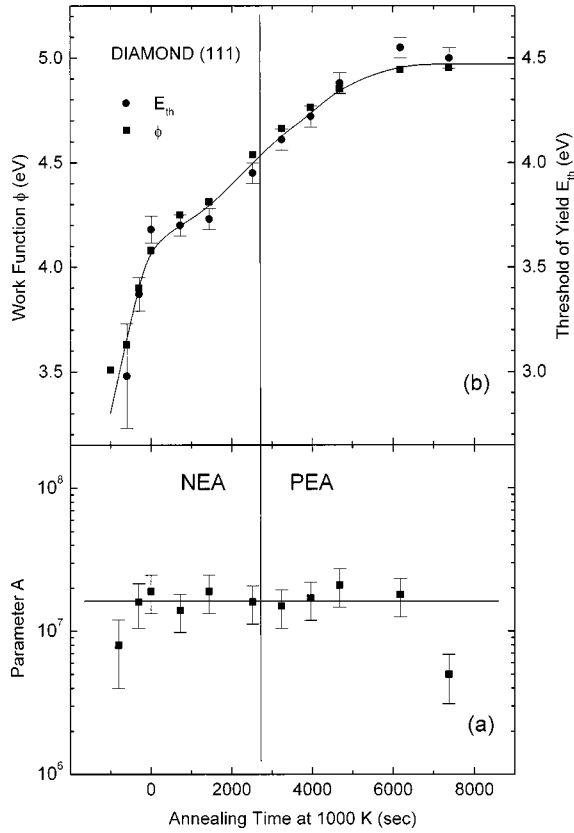 DIAMOND (111)
E_th
ϕ
5.0
4.5
4.0
3.5
Work Function ϕ (eV)
4.5
4.0
3.5
3.0
Threshold of Yield E_th (eV)
(b)
NEA
PEA
10^8
10^7
10^6
Parameter A
(a)
0 2000 4000 6000 8000
Annealing Time at 1000 K (sec)